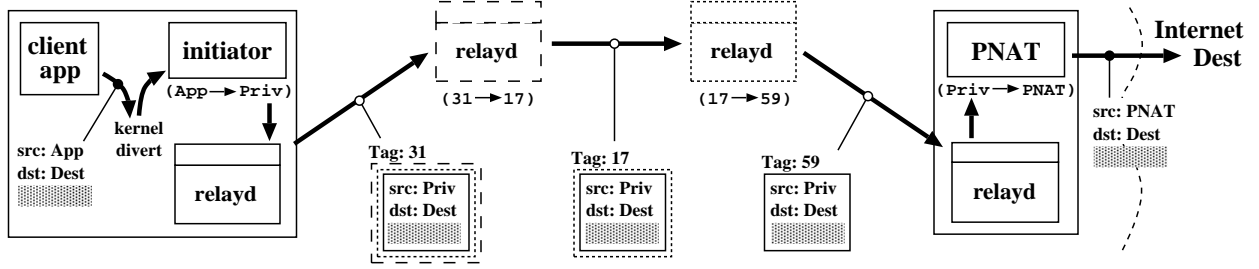 client
app
initiator
(App→Priv)
kernel
divert
src: App
dst: Dest
relayd
Tag: 31
src: Priv
dst: Dest
relayd
(31→17)
Tag: 17
src: Priv
dst: Dest
relayd
(17→59)
Tag: 59
src: Priv
dst: Dest
PNAT
(Priv→PNAT)
relayd
Internet
Dest
src: PNAT
dst: Dest